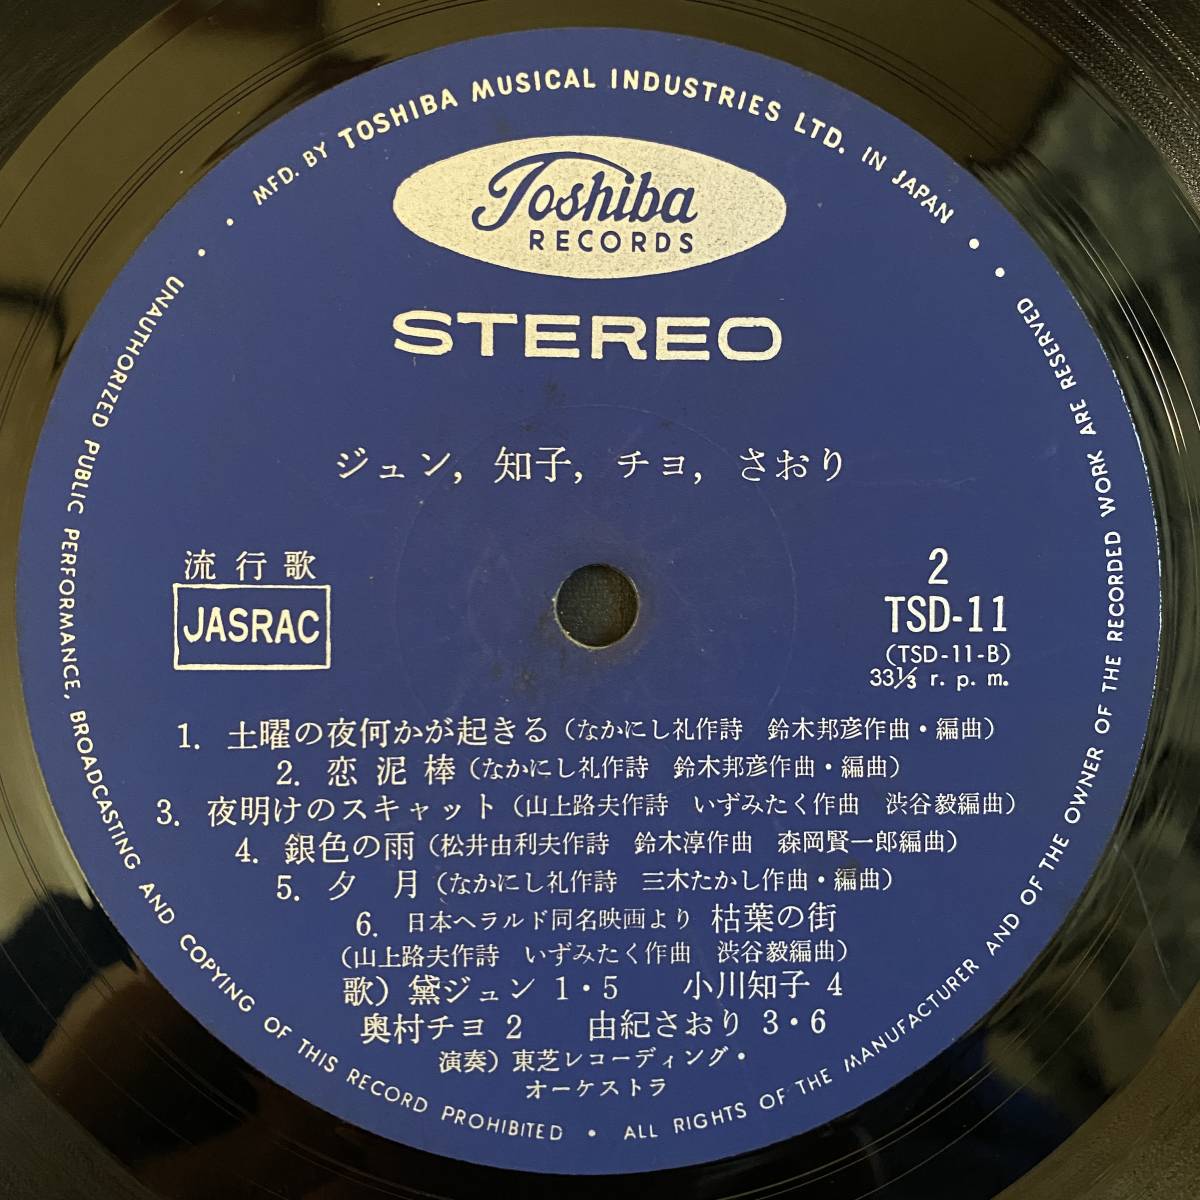 • MFD. BY TOSHIBA MUSICAL INDUSTRIES LTD. IN JAPAN •
Toshiba
RECORDS
STEREO
ジュン, 知子, チヨ, さおり
流行歌
JASRAC
2
TSD-11
(TSD-11-B)
33⅓ r. p. m.
1. 土曜の夜何かが起きる (なかにし礼作詩 鈴木邦彦作曲・編曲)
2. 恋泥棒 (なかにし礼作詩 鈴木邦彦作曲・編曲)
3. 夜明けのスキャット (山上路夫作詩 いずみたく作曲 渋谷毅編曲)
4. 銀色の雨 (松井由利夫作詩 鈴木淳作曲 森岡賢一郎編曲)
5. 夕月 (なかにし礼作詩 三木たかし作曲・編曲)
6. 日本ヘラルド同名映画より 枯葉の街
(山上路夫作詩 いずみたく作曲 渋谷毅編曲)
歌) 黛ジュン 1・5 小川知子 4
奥村チヨ 2 由紀さおり 3・6
演奏) 東芝レコーディング・
オーケストラ
• UNAUTHORIZED PUBLIC PERFORMANCE, BROADCASTING AND COPYING OF THIS RECORD PROHIBITED • ALL RIGHTS OF THE MANUFACTURER AND OF THE OWNER OF THE RECORDED WORK ARE RESERVED •